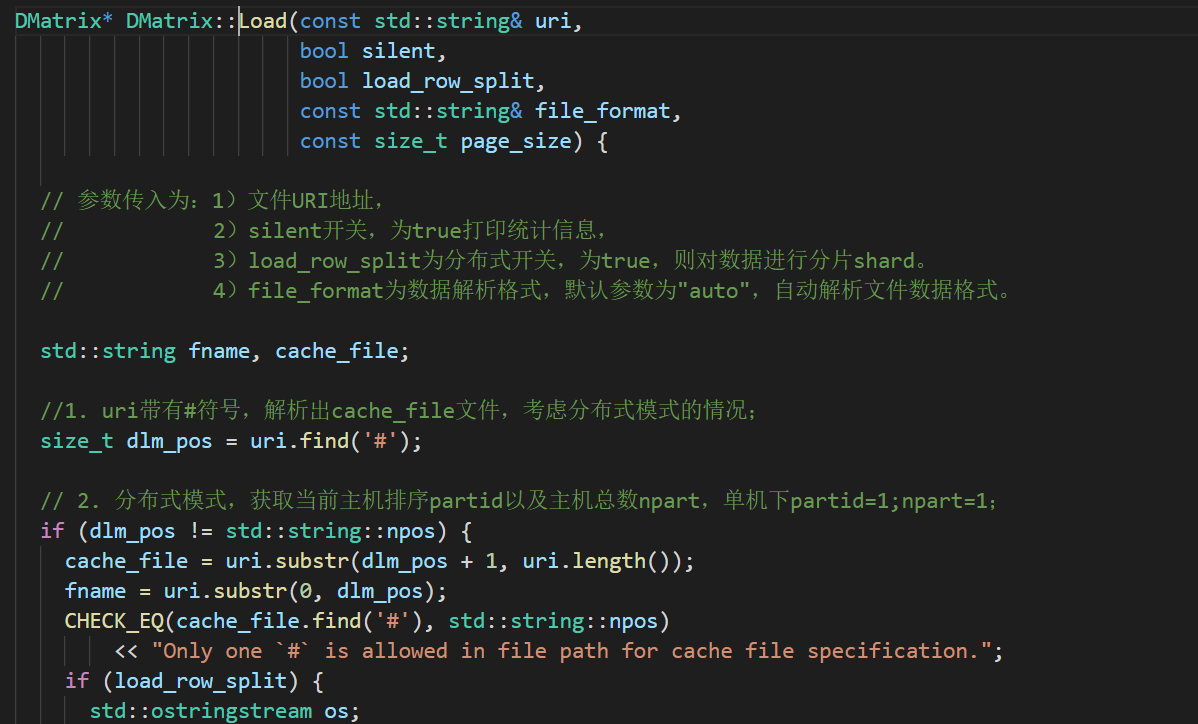 DMatrix* DMatrix::Load(const std::string& uri,
bool silent,
bool load_row_split,
const std::string& file_format,
const size_t page_size) {
// 参数传入为：1）文件URI地址，
// 2）silent开关，为true打印统计信息，
// 3）load_row_split为分布式开关，为true，则对数据进行分片shard。
// 4）file_format为数据解析格式，默认参数为"auto"，自动解析文件数据格式。
std::string fname, cache_file;
//1. uri带有#符号，解析出cache_file文件，考虑分布式模式的情况；
size_t dlm_pos = uri.find('#');
// 2. 分布式模式，获取当前主机排序partid以及主机总数npart，单机下partid=1;npart=1；
if (dlm_pos != std::string::npos) {
cache_file = uri.substr(dlm_pos + 1, uri.length());
fname = uri.substr(0, dlm_pos);
CHECK_EQ(cache_file.find('#'), std::string::npos)
<< "Only one `#` is allowed in file path for cache file specification.";
if (load_row_split) {
std::ostringstream os;